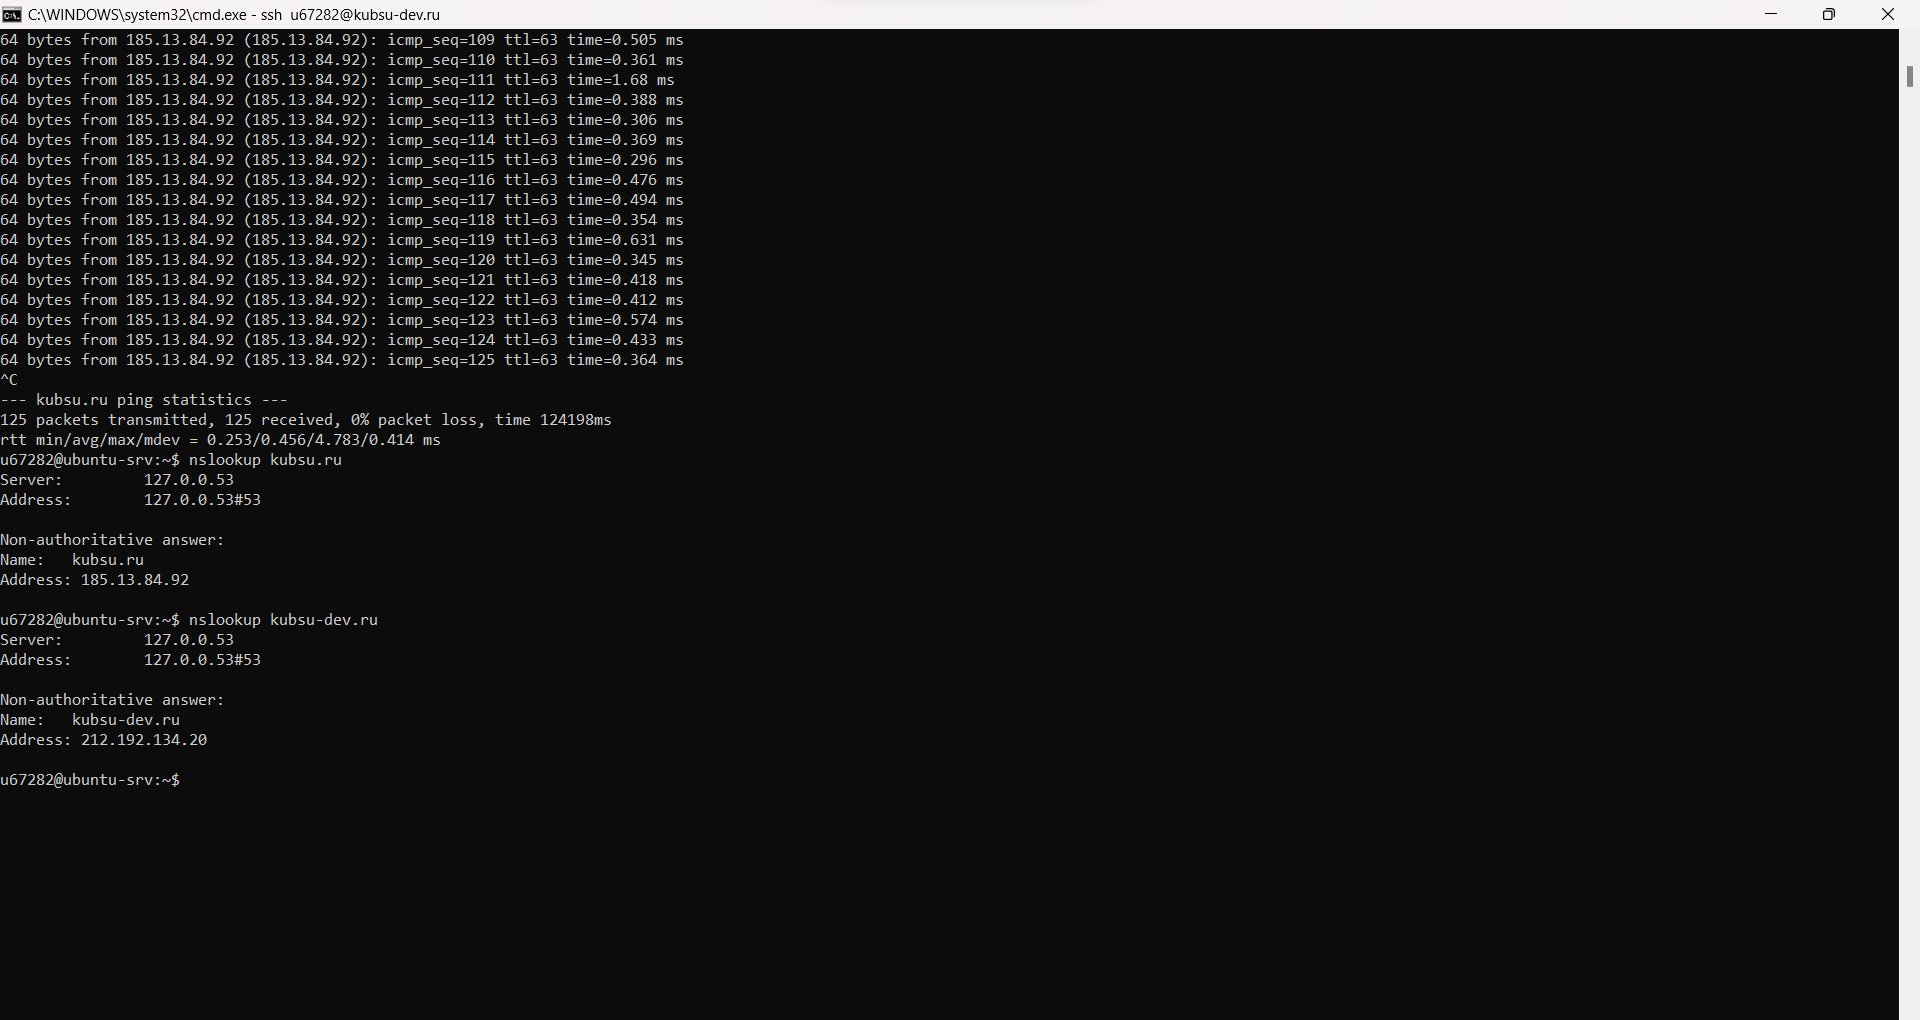 C:\WINDOWS\system32\cmd.exe - ssh  u67282@kubsu-dev.ru
64 bytes from 185.13.84.92 (185.13.84.92): icmp_seq=109 ttl=63 time=0.505 ms
64 bytes from 185.13.84.92 (185.13.84.92): icmp_seq=110 ttl=63 time=0.361 ms
64 bytes from 185.13.84.92 (185.13.84.92): icmp_seq=111 ttl=63 time=1.68 ms
64 bytes from 185.13.84.92 (185.13.84.92): icmp_seq=112 ttl=63 time=0.388 ms
64 bytes from 185.13.84.92 (185.13.84.92): icmp_seq=113 ttl=63 time=0.306 ms
64 bytes from 185.13.84.92 (185.13.84.92): icmp_seq=114 ttl=63 time=0.369 ms
64 bytes from 185.13.84.92 (185.13.84.92): icmp_seq=115 ttl=63 time=0.296 ms
64 bytes from 185.13.84.92 (185.13.84.92): icmp_seq=116 ttl=63 time=0.476 ms
64 bytes from 185.13.84.92 (185.13.84.92): icmp_seq=117 ttl=63 time=0.494 ms
64 bytes from 185.13.84.92 (185.13.84.92): icmp_seq=118 ttl=63 time=0.354 ms
64 bytes from 185.13.84.92 (185.13.84.92): icmp_seq=119 ttl=63 time=0.631 ms
64 bytes from 185.13.84.92 (185.13.84.92): icmp_seq=120 ttl=63 time=0.345 ms
64 bytes from 185.13.84.92 (185.13.84.92): icmp_seq=121 ttl=63 time=0.418 ms
64 bytes from 185.13.84.92 (185.13.84.92): icmp_seq=122 ttl=63 time=0.412 ms
64 bytes from 185.13.84.92 (185.13.84.92): icmp_seq=123 ttl=63 time=0.574 ms
64 bytes from 185.13.84.92 (185.13.84.92): icmp_seq=124 ttl=63 time=0.433 ms
64 bytes from 185.13.84.92 (185.13.84.92): icmp_seq=125 ttl=63 time=0.364 ms
^C
--- kubsu.ru ping statistics ---
125 packets transmitted, 125 received, 0% packet loss, time 124198ms
rtt min/avg/max/mdev = 0.253/0.456/4.783/0.414 ms
u67282@ubuntu-srv:~$ nslookup kubsu.ru
Server:         127.0.0.53
Address:        127.0.0.53#53

Non-authoritative answer:
Name:   kubsu.ru
Address: 185.13.84.92

u67282@ubuntu-srv:~$ nslookup kubsu-dev.ru
Server:         127.0.0.53
Address:        127.0.0.53#53

Non-authoritative answer:
Name:   kubsu-dev.ru
Address: 212.192.134.20

u67282@ubuntu-srv:~$